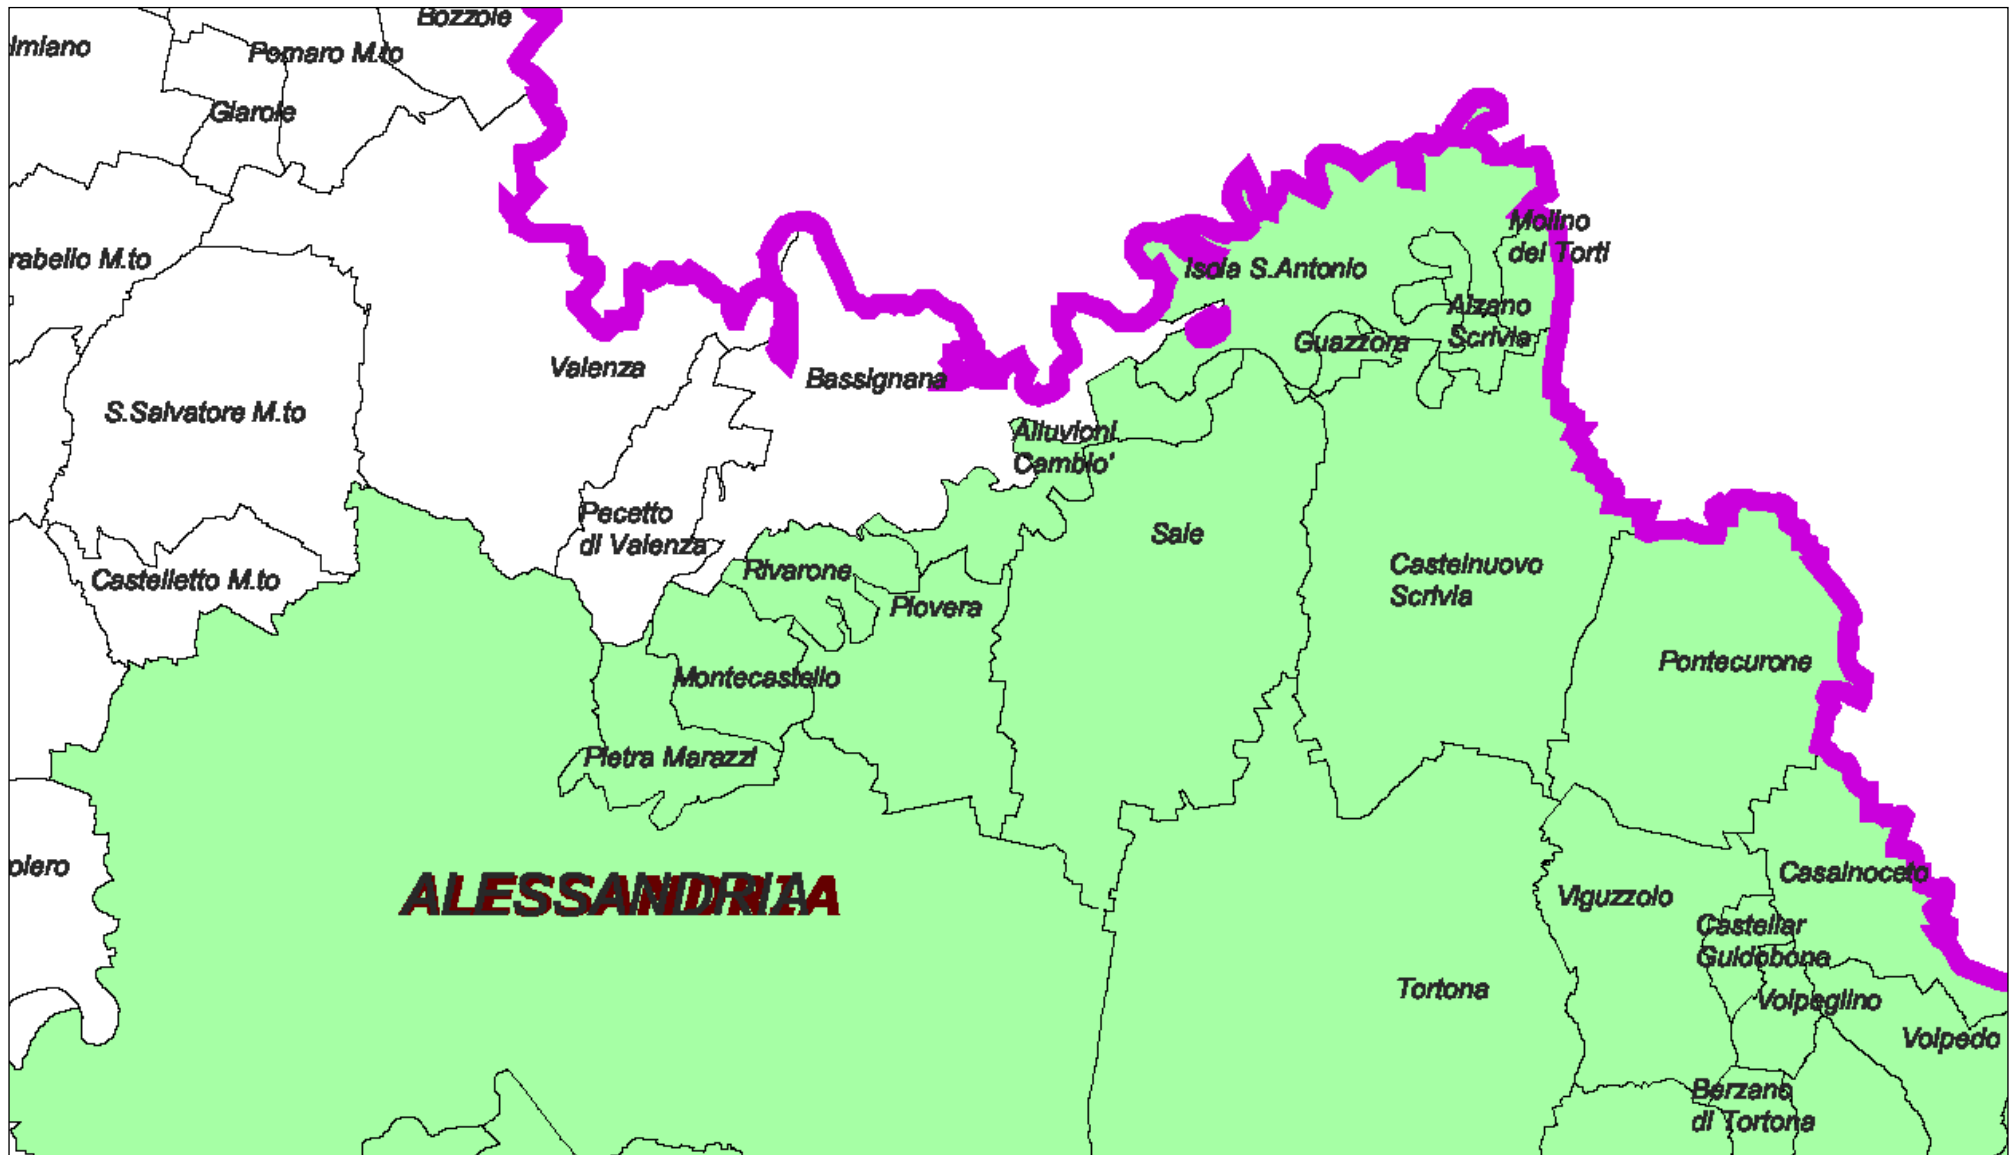 Bozzole
lmiano
Pomaro M.to
Giarole
Molino
dei Torti
rabello M.to
Isola S.Antonio
Alzano
Scrivia
Guazzora
Valenza
Bassignana
S.Salvatore M.to
Alluvioni
Cambio'
Pecetto
di Valenza
Sale
Castelnuovo
Scrivia
Castelletto M.to
Rivarone
Piovera
Pontecurone
Montecastello
Pietra Marazzi
olero
ALESSANDRIA
Casalnoceto
Viguzzolo
Castellar
Guidobono
Tortona
Volpeglino
Volpedo
Berzano
di Tortona